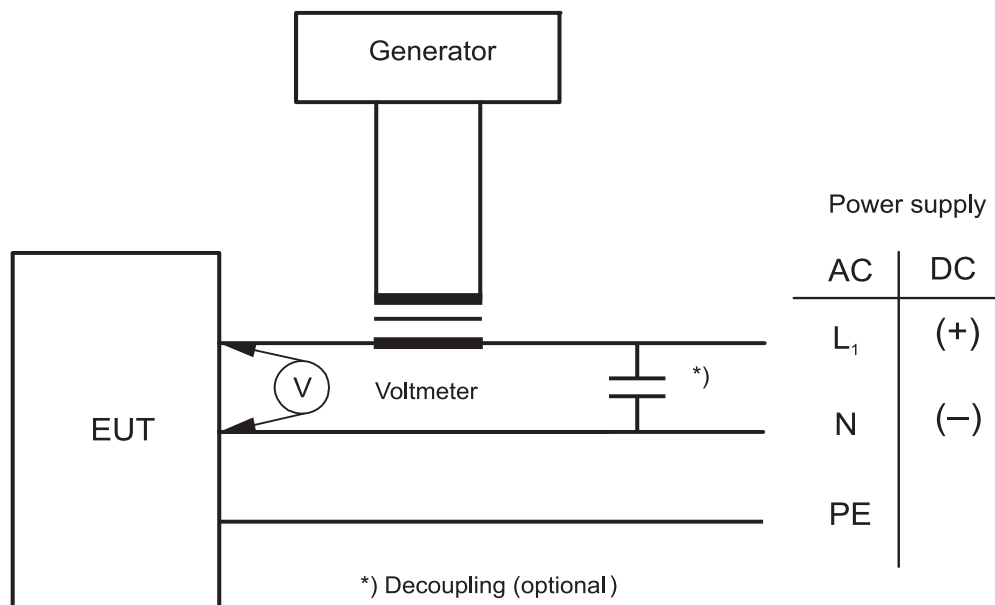 Generator
Power supply
AC DC
L₁ (+)
V Voltmeter *)
EUT N (—)
PE
*) Decoupling (optional)